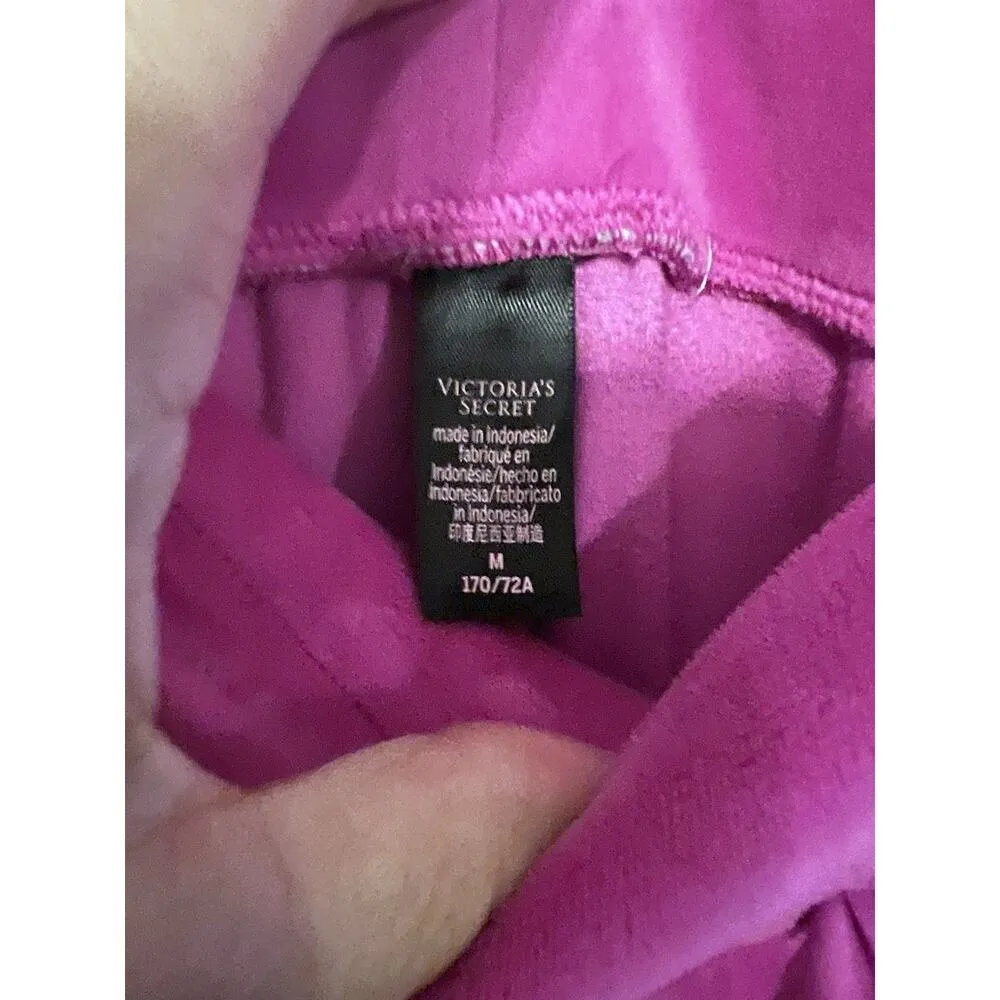 VICTORIA'S
SECRET
made in Indonesia/
fabriqué en
Indonésie/hecho en
Indonesia/fabbricato
in Indonesia/
印度尼西亚制造
M
170/72A